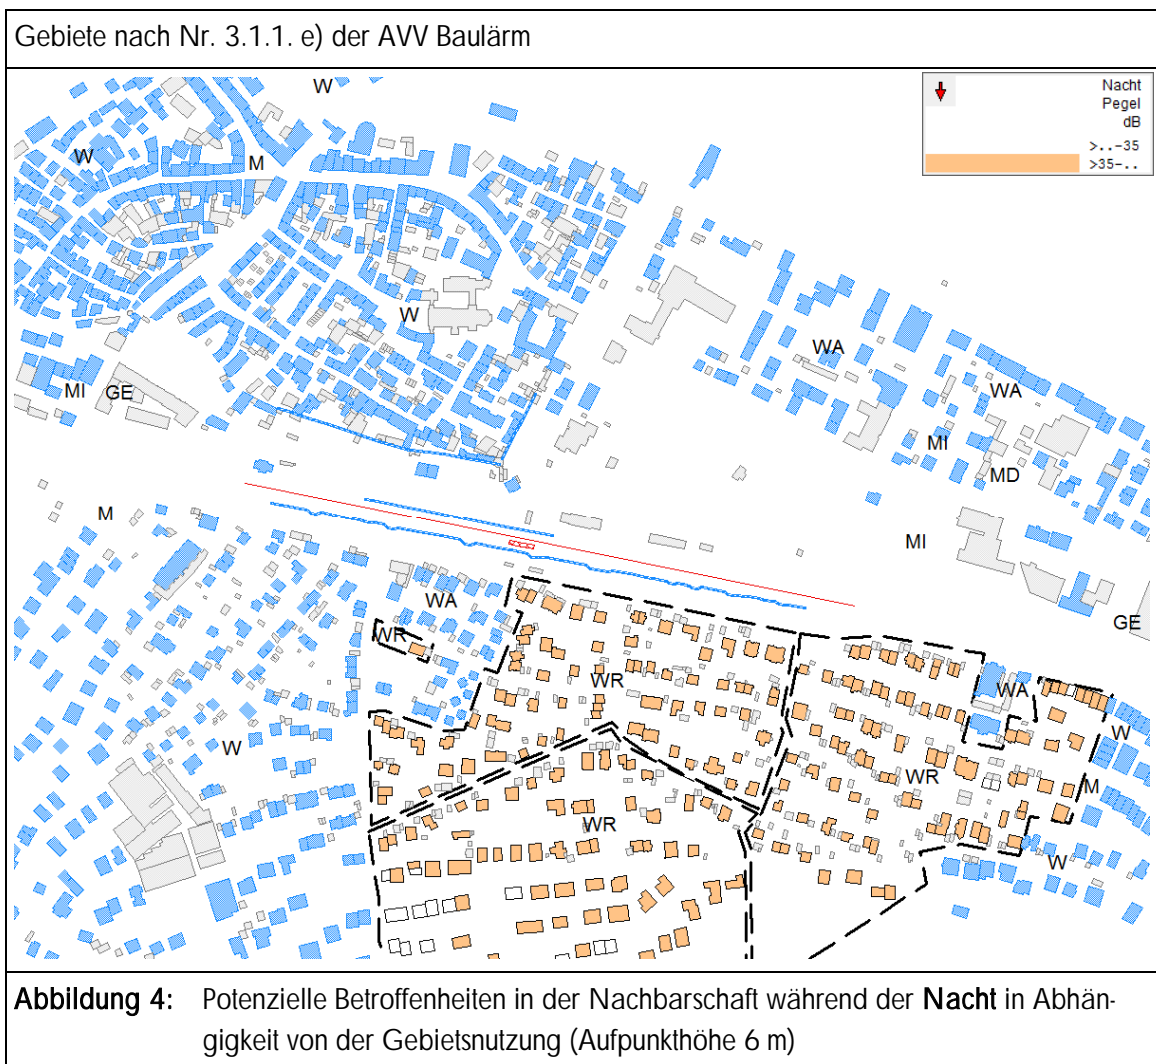 Gebiete nach Nr. 3.1.1. e) der AVV Baulärm
W
Nacht
Pegel
dB
>..-35
>35-..
W
M
W
WA
WA
MI
GE
MI
MD
M
MI
WA
GE
WR
WR
WA
W
W
WR
M
WR
W
Abbildung 4: Potenzielle Betroffenheiten in der Nachbarschaft während der Nacht in Abhän-
gigkeit von der Gebietsnutzung (Aufpunkthöhe 6 m)